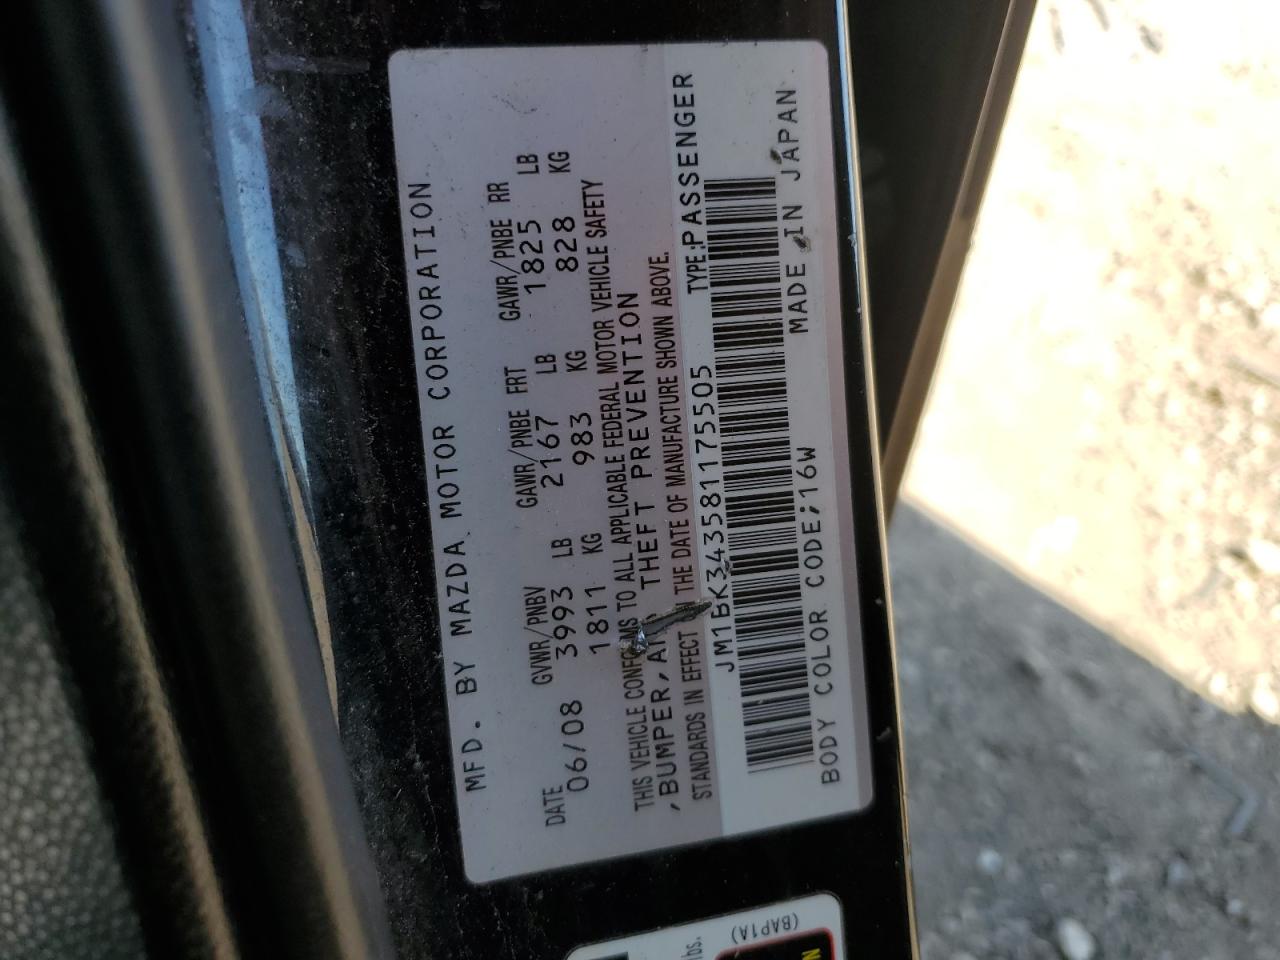 MFD. BY MAZDA MOTOR CORPORATION
DATE GVWR/PNBV GAWR/PNBE FRT GAWR/PNBE RR
06/08 3993 LB 2167 LB 1825 LB
1811 KG 983 KG 828 KG
THIS VEHICLE CONFORMS TO ALL APPLICABLE FEDERAL MOTOR VEHICLE SAFETY
,BUMPER, THEFT PREVENTION
STANDARDS IN EFFECT THE DATE OF MANUFACTURE SHOWN ABOVE.
JM1BK343581175505 TYPE:PASSENGER
BODY COLOR CODE;16W MADE IN JAPAN
lbs.
(BAP1A)